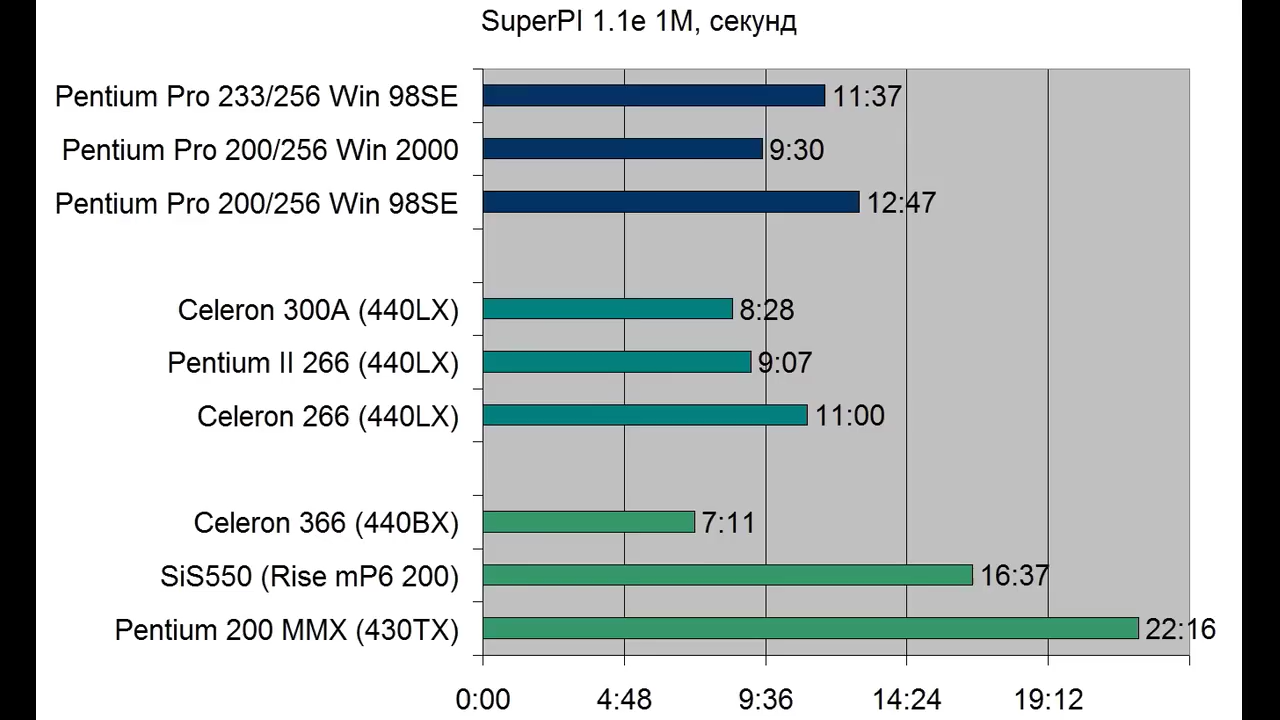 SuperPI 1.1e 1M, секунд
Pentium Pro 233/256 Win 98SE 11:37
Pentium Pro 200/256 Win 2000 9:30
Pentium Pro 200/256 Win 98SE 12:47
Celeron 300A (440LX) 8:28
Pentium II 266 (440LX) 9:07
Celeron 266 (440LX) 11:00
Celeron 366 (440BX) 7:11
SiS550 (Rise mP6 200) 16:37
Pentium 200 MMX (430TX) 22:16
0:00 4:48 9:36 14:24 19:12